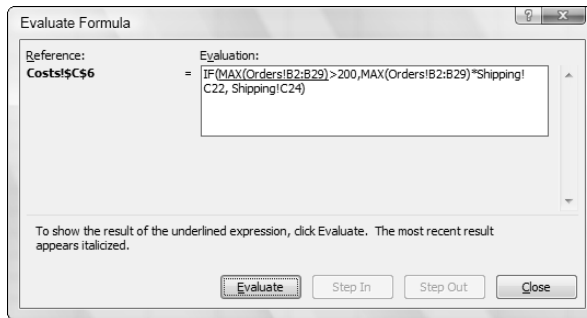 Evaluate Formula
Reference:
Evaluation:
Costs!$C$6
=
IF(MAX(Orders!B2:B29)>200,MAX(Orders!B2:B29)*Shipping!
C22, Shipping!C24)
To show the result of the underlined expression, click Evaluate. The most recent result
appears italicized.
Evaluate
Step In
Step Out
Close